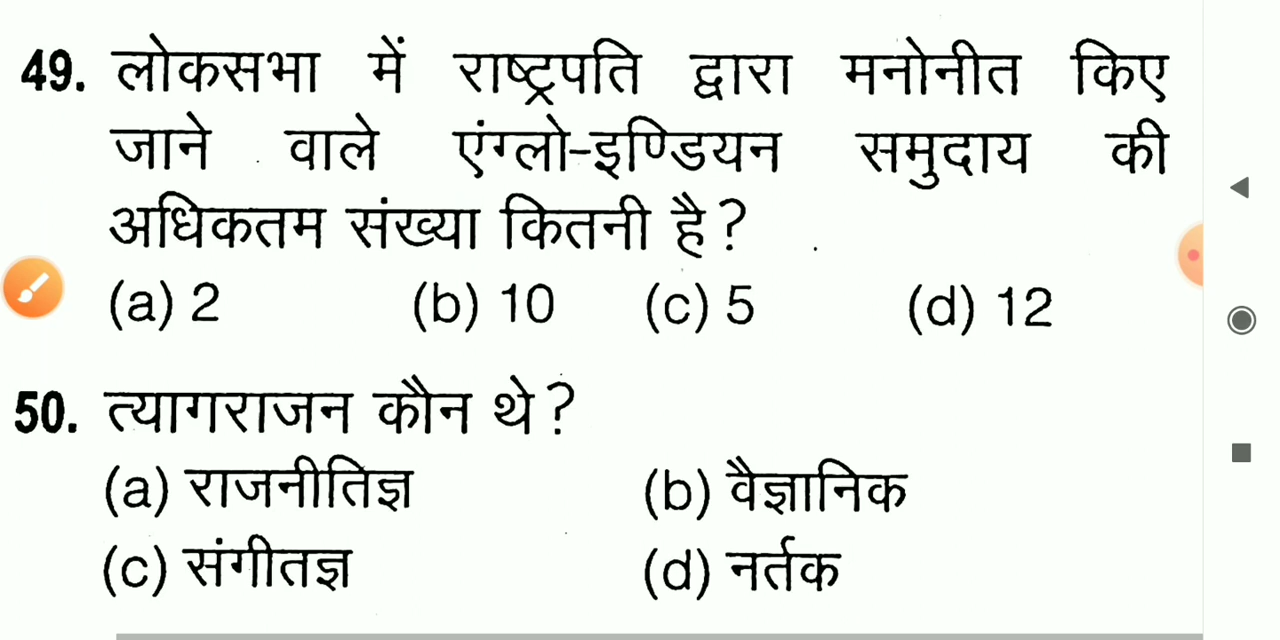 49. लोकसभा में राष्ट्रपति द्वारा मनोनीत किए
जाने वाले एंग्लो-इण्डियन समुदाय की
अधिकतम संख्या कितनी है?
(a) 2 (b) 10 (c) 5 (d) 12
50. त्यागराजन कौन थे?
(a) राजनीतिज्ञ (b) वैज्ञानिक
(c) संगीतज्ञ (d) नर्तक